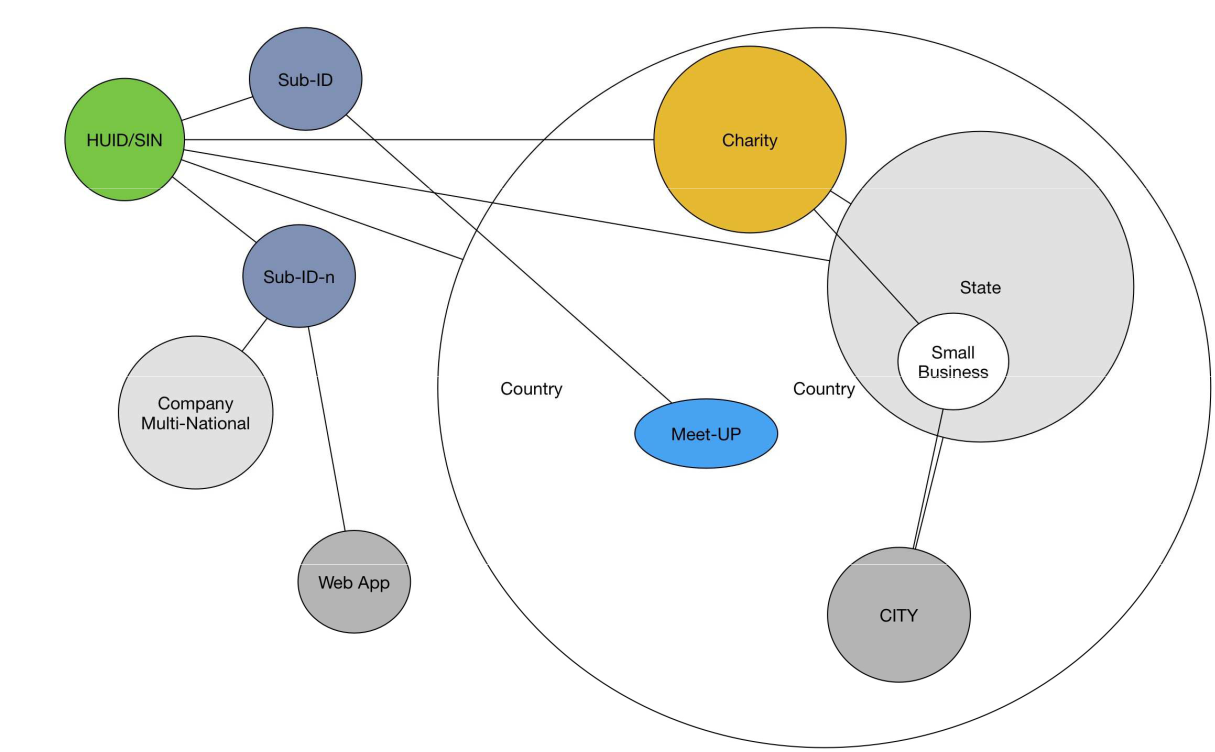 Sub-ID
HUID/SIN
Charity
Sub-ID-n
State
Small
Business
Country
Country
Company
Multi-National
Meet-UP
Web App
CITY